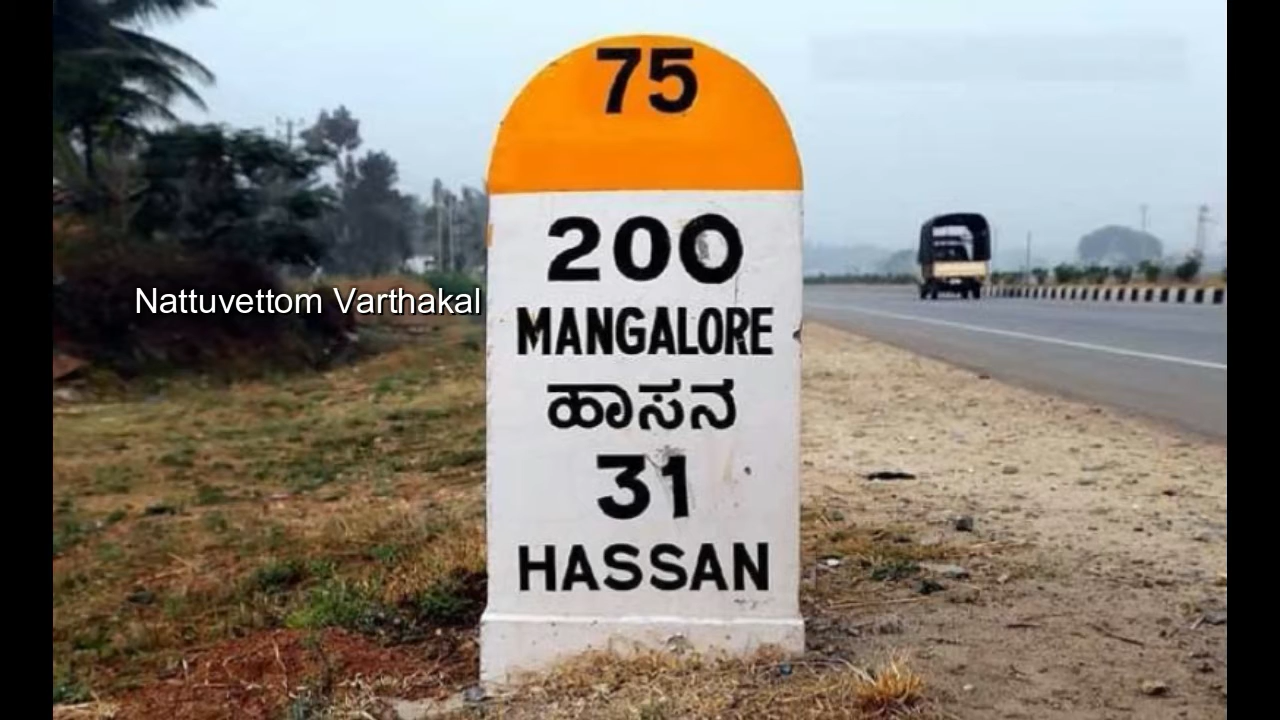 75
200
MANGALORE
ಹಾಸನ
31
HASSAN
Nattuvettom Varthakal